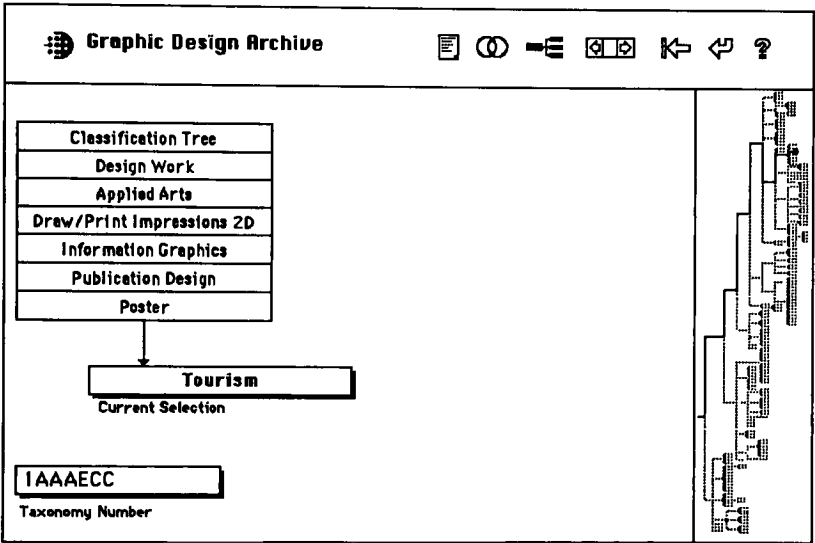 Graphic Design Archive
?
Classification Tree
Design Work
Applied Arts
Draw/Print Impressions 2D
Information Graphics
Publication Design
Poster
Tourism
Current Selection
1AAAECC
Taxonomy Number